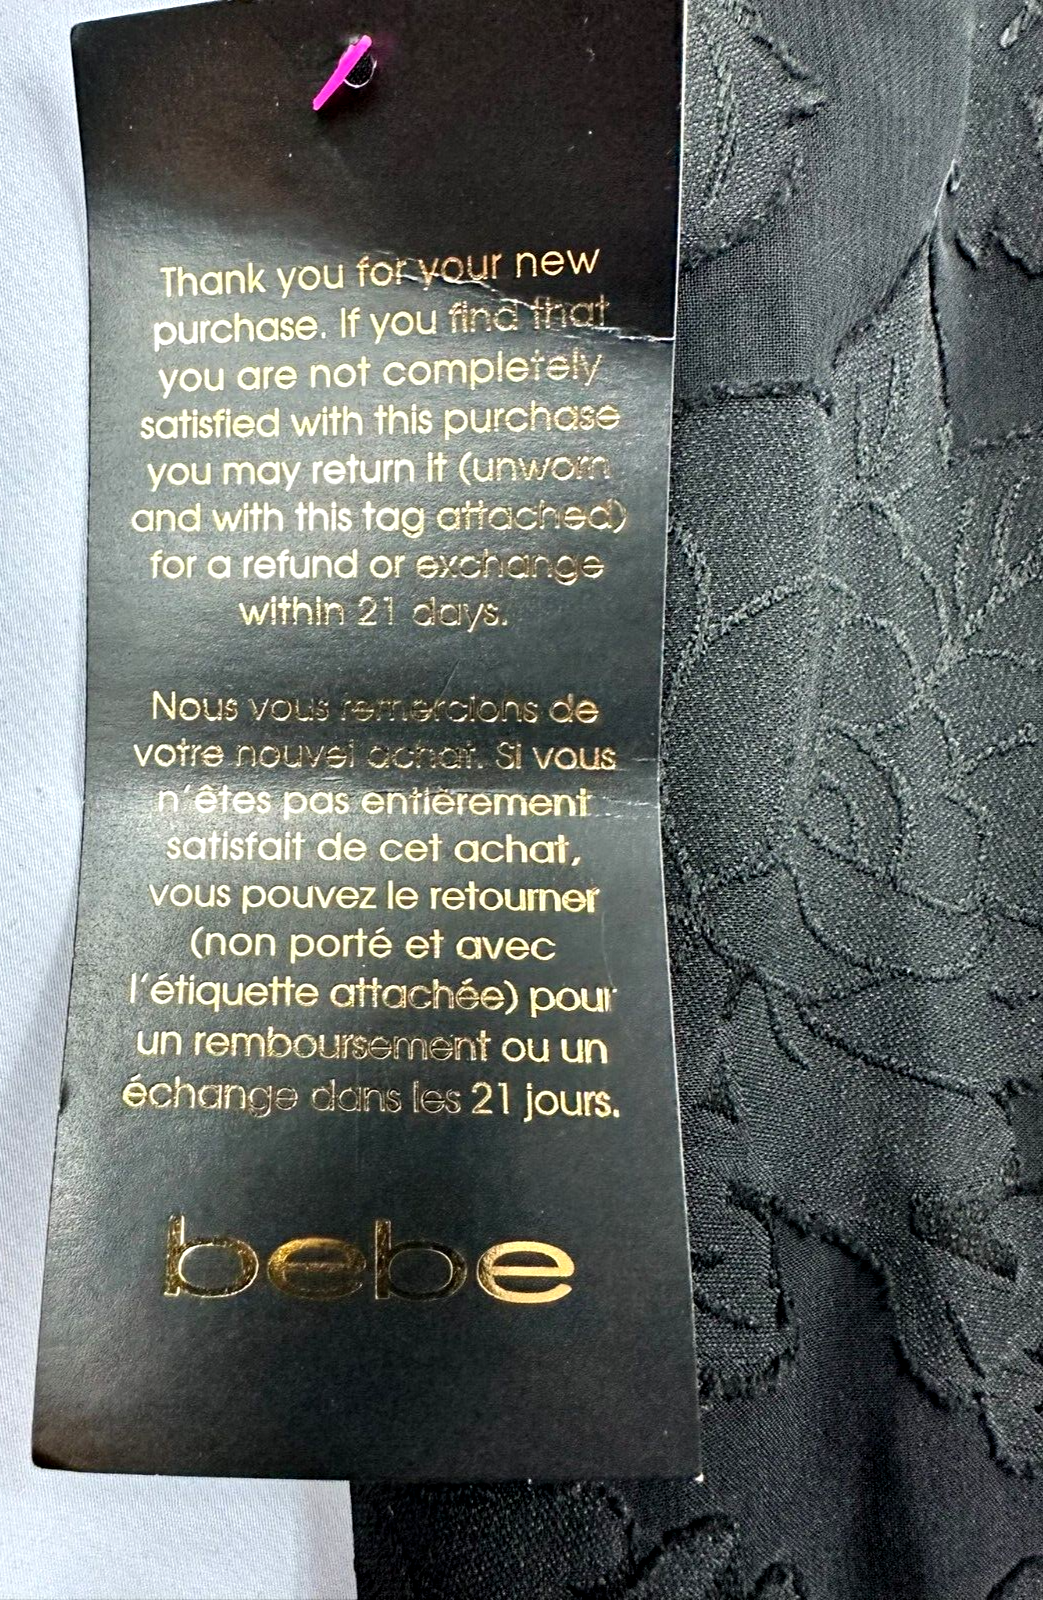 Thank you for your new
purchase. If you find that
you are not completely
satisfied with this purchase
you may return it (unworn
and with this tag attached)
for a refund or exchange
within 21 days.
Nous vous remercions de
votre nouvel achat. Si vous
n'êtes pas entièrement
satisfait de cet achat,
vous pouvez le retourner
(non porté et avec
l'étiquette attachée) pour
un remboursement ou un
échange dans les 21 jours.
bebe